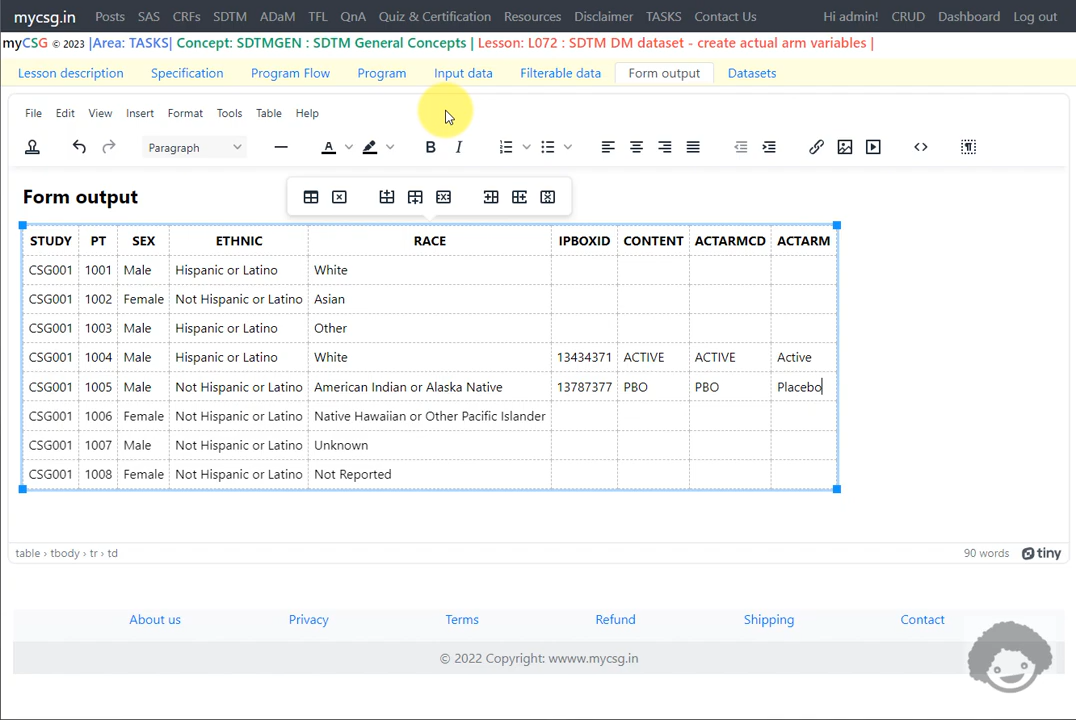 mycsg.in Posts SAS CRFs SDTM ADaM TFL QnA Quiz & Certification Resources Disclaimer TASKS Contact Us Hi admin! CRUD Dashboard Log out
myCSG © 2023 |Area: TASKS| Concept: SDTMGEN : SDTM General Concepts | Lesson: L072 : SDTM DM dataset - create actual arm variables |
Lesson description Specification Program Flow Program Input data Filterable data Form output Datasets
File Edit View Insert Format Tools Table Help
Paragraph A B I
Form output
STUDY PT SEX ETHNIC RACE IPBOXID CONTENT ACTARMCD ACTARM
CSG001 1001 Male Hispanic or Latino White
CSG001 1002 Female Not Hispanic or Latino Asian
CSG001 1003 Male Hispanic or Latino Other
CSG001 1004 Male Hispanic or Latino White 13434371 ACTIVE ACTIVE Active
CSG001 1005 Male Not Hispanic or Latino American Indian or Alaska Native 13787377 PBO PBO Placebo
CSG001 1006 Female Not Hispanic or Latino Native Hawaiian or Other Pacific Islander
CSG001 1007 Male Not Hispanic or Latino Unknown
CSG001 1008 Female Not Hispanic or Latino Not Reported
table › tbody › tr › td 90 words tiny
About us Privacy Terms Refund Shipping Contact
© 2022 Copyright: wwww.mycsg.in